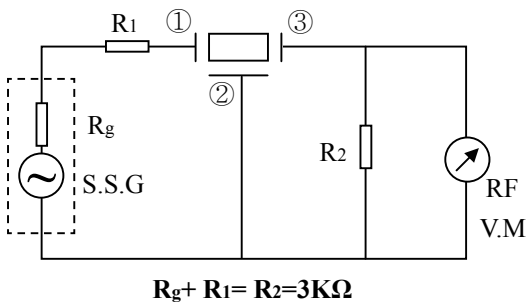 R1
①
③
②
Rg
S.S.G
R2
RF
V.M
Rg+ R1= R2=3KΩ